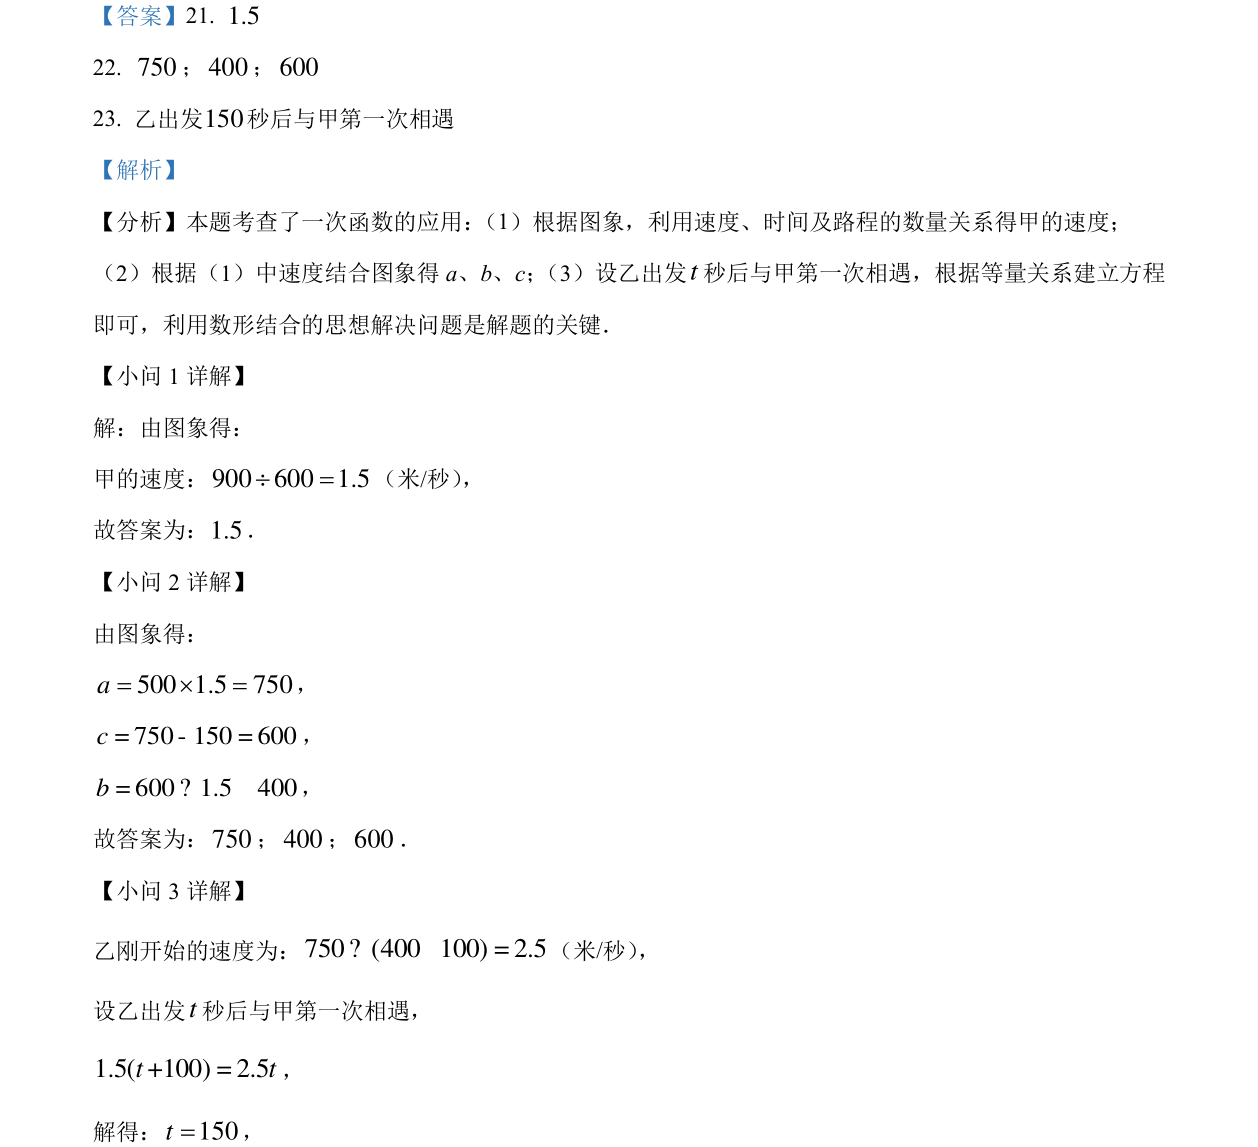 【答案】21. 1.5
22. 750；400；600
23. 乙出发150秒后与甲第一次相遇
【解析】
【分析】本题考查了一次函数的应用：（1）根据图象，利用速度、时间及路程的数量关系得甲的速度；
（2）根据（1）中速度结合图象得 a、b、c；（3）设乙出发 t 秒后与甲第一次相遇，根据等量关系建立方程
即可，利用数形结合的思想解决问题是解题的关键．
【小问 1 详解】
解：由图象得：
甲的速度：900÷600=1.5（米/秒），
故答案为：1.5．
【小问 2 详解】
由图象得：
a=500×1.5=750，
c=750- 150=600，
b=600? 1.5 400，
故答案为：750；400；600．
【小问 3 详解】
乙刚开始的速度为：750? (400 100)=2.5（米/秒），
设乙出发 t 秒后与甲第一次相遇，
1.5(t+100)=2.5t，
解得：t=150，